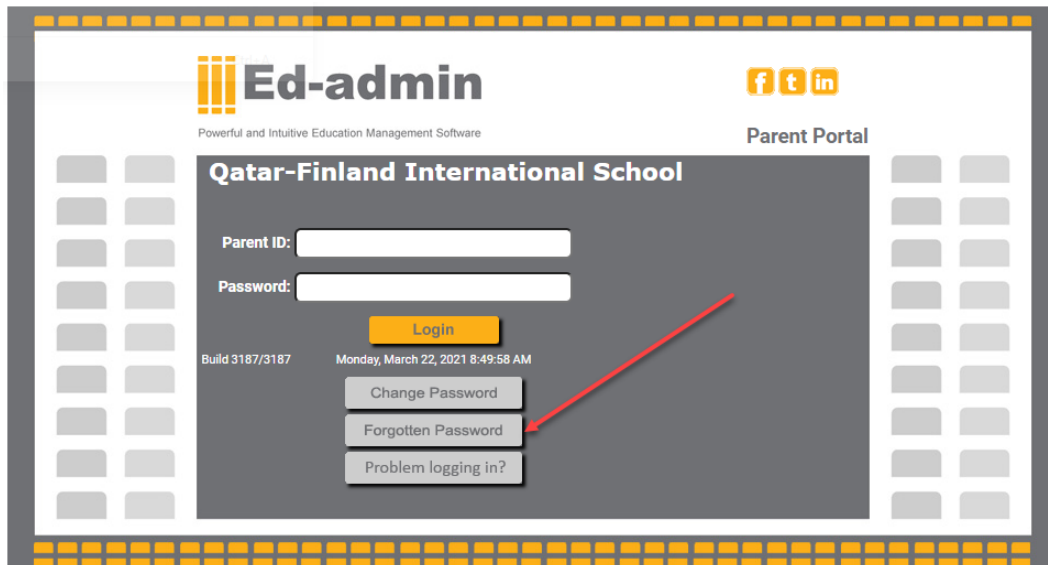 Ed-admin
f t in
Powerful and Intuitive Education Management Software
Parent Portal
Qatar-Finland International School
Parent ID:
Password:
Login
Build 3187/3187 Monday, March 22, 2021 8:49:58 AM
Change Password
Forgotten Password
Problem logging in?